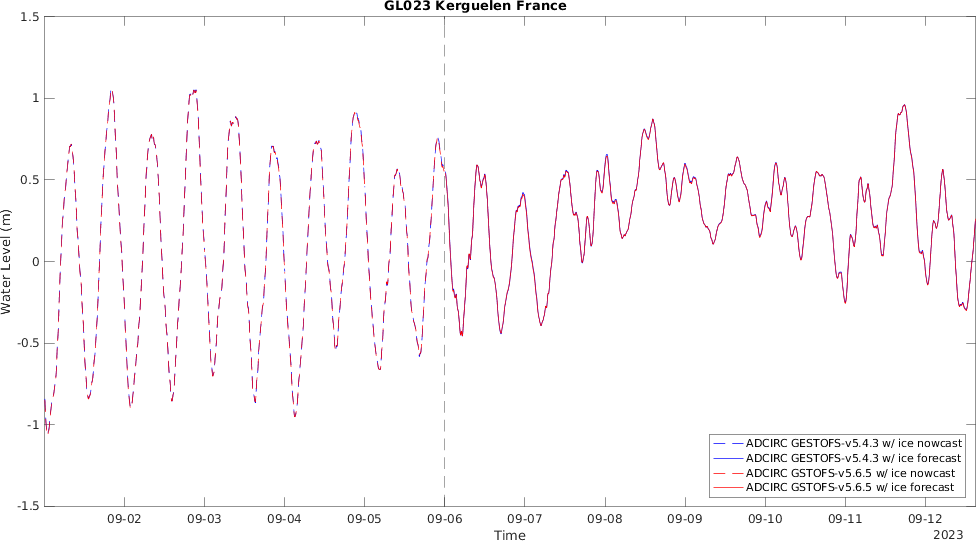 GL023 Kerguelen France
1.5
1
0.5
0
-0.5
-1
-1.5
Water Level (m)
09-02 09-03 09-04 09-05 09-06 09-07 09-08 09-09 09-10 09-11 09-12
Time
2023
ADCIRC GESTOFS-v5.4.3 w/ ice nowcast
ADCIRC GESTOFS-v5.4.3 w/ ice forecast
ADCIRC GSTOFS-v5.6.5 w/ ice nowcast
ADCIRC GSTOFS-v5.6.5 w/ ice forecast